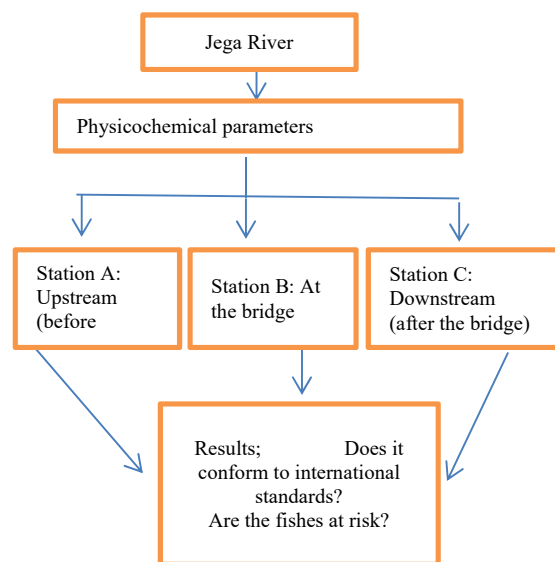 Jega River
Physicochemical parameters
Station A:
Upstream
(before
Station B: At
the bridge
Station C:
Downstream
(after the bridge)
Results; Does it
conform to international
standards?
Are the fishes at risk?